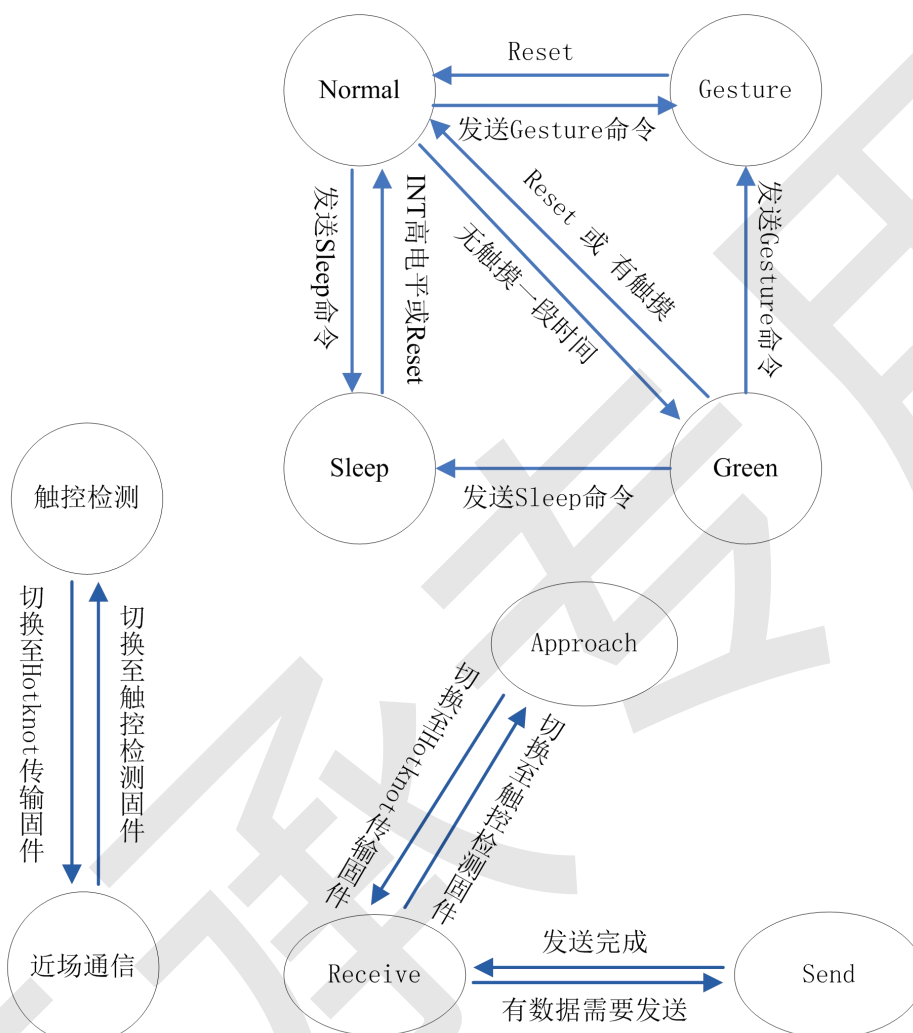 Reset
Normal
Gesture
发送Gesture命令
Reset 或 有触摸
无触摸一段时间
发送Sleep命令
INT高电平或Reset
发送Gesture命令
Sleep
Green
发送Sleep命令
触控检测
切换至Hotknot传输固件
切换至触控检测固件
近场通信
Approach
切换至Hotknot传输固件
切换至触控检测固件
发送完成
Receive
Send
有数据需要发送